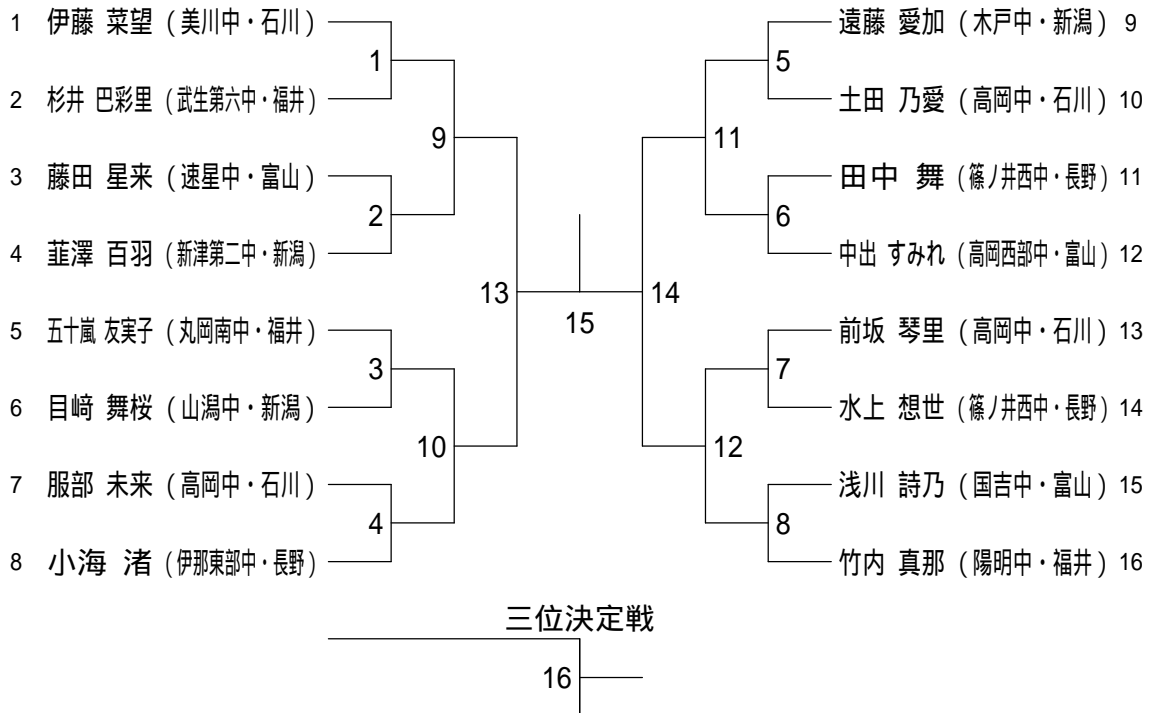 1 伊藤 菜望 (美川中・石川)
1
2 杉井 巴彩里 (武生第六中・福井)
9
3 藤田 星来 (速星中・富山)
2
4 韮澤 百羽 (新津第二中・新潟)
13
5 五十嵐 友実子 (丸岡南中・福井)
3
6 目﨑 舞桜 (山潟中・新潟)
10
7 服部 未来 (高岡中・石川)
4
8 小海 渚 (伊那東部中・長野)
15
遠藤 愛加 (木戸中・新潟) 9
5
土田 乃愛 (高岡中・石川) 10
11
田中 舞 (篠ノ井西中・長野) 11
6
中出 すみれ (高岡西部中・富山) 12
14
前坂 琴里 (高岡中・石川) 13
7
水上 想世 (篠ノ井西中・長野) 14
12
浅川 詩乃 (国吉中・富山) 15
8
竹内 真那 (陽明中・福井) 16
三位決定戦
16